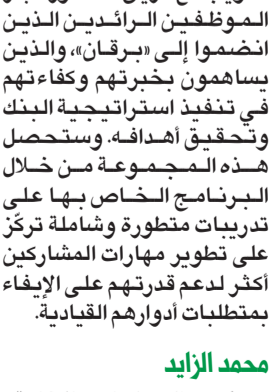 الموظفين الرائدين الذين
انضموا إلى «برقان»، والذين
يساهمون بخبرتهم وكفاءتهم
في تنفيذ استراتيجية البنك
وتحقيق أهدافه. وستحصل
هذه المجموعة من خلال
البرنامج الخاص بها على
تدريبات متطورة وشاملة تركّز
على تطوير مهارات المشاركين
أكثر لدعم قدرتهم على الإيفاء
بمتطلبات أدوارهم القيادية.
محمد الزايد